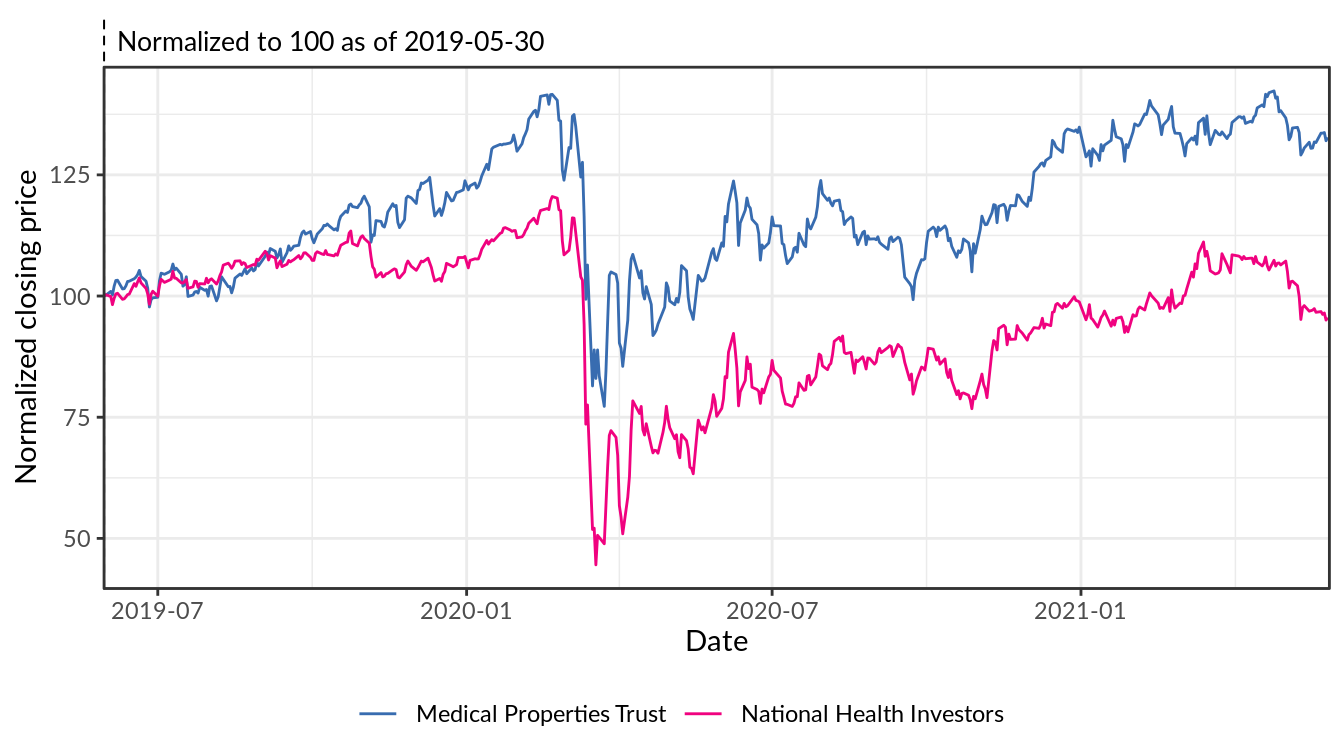 Normalized to 100 as of 2019-05-30
Normalized closing price
125
100
75
50
2019-07 2020-01 2020-07 2021-01
Date
Medical Properties Trust National Health Investors